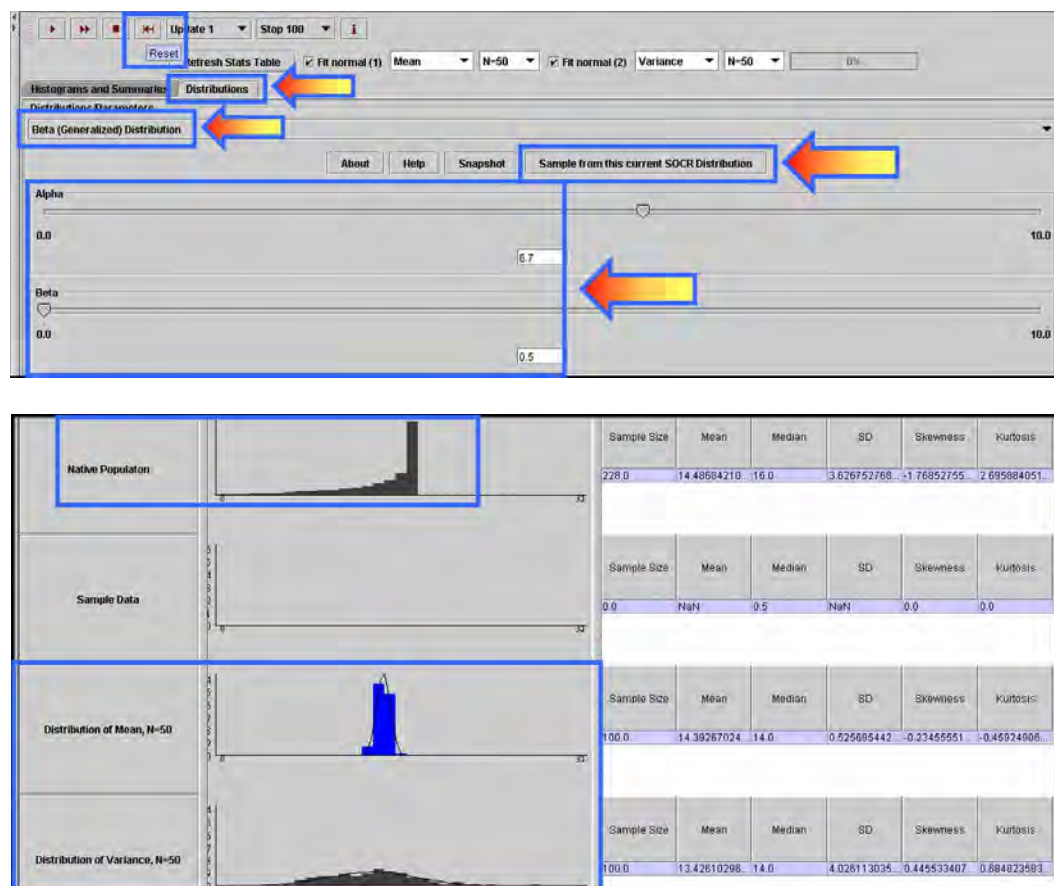 Update 1 Stop 100 i
Reset
Refresh Stats Table Fit normal (1) Mean N=50 Fit normal (2) Variance N=50 0%
Histograms and Summaries Distributions
Distributions Parameters
Beta (Generalized) Distribution
About Help Snapshot Sample from this current SOCR Distribution
Alpha
0.0 10.0
6.7
Beta
0.0 10.0
0.5
Native Populaton
Sample Size Mean Median SD Skewness Kurtosis
228.0 14.48684210... 16.0 3.626752768... -1.76852755... 2.695884051...
0 32
Sample Data
Sample Size Mean Median SD Skewness Kurtosis
0.0 NaN 0.5 NaN 0.0 0.0
0 32
Distribution of Mean, N=50
Sample Size Mean Median SD Skewness Kurtosis
100.0 14.39267024... 14.0 0.525695442... -0.23455551... -0.45924906...
0 32
Distribution of Variance, N=50
Sample Size Mean Median SD Skewness Kurtosis
100.0 13.42610296... 14.0 4.026113035... 0.445533407... 0.684823593...